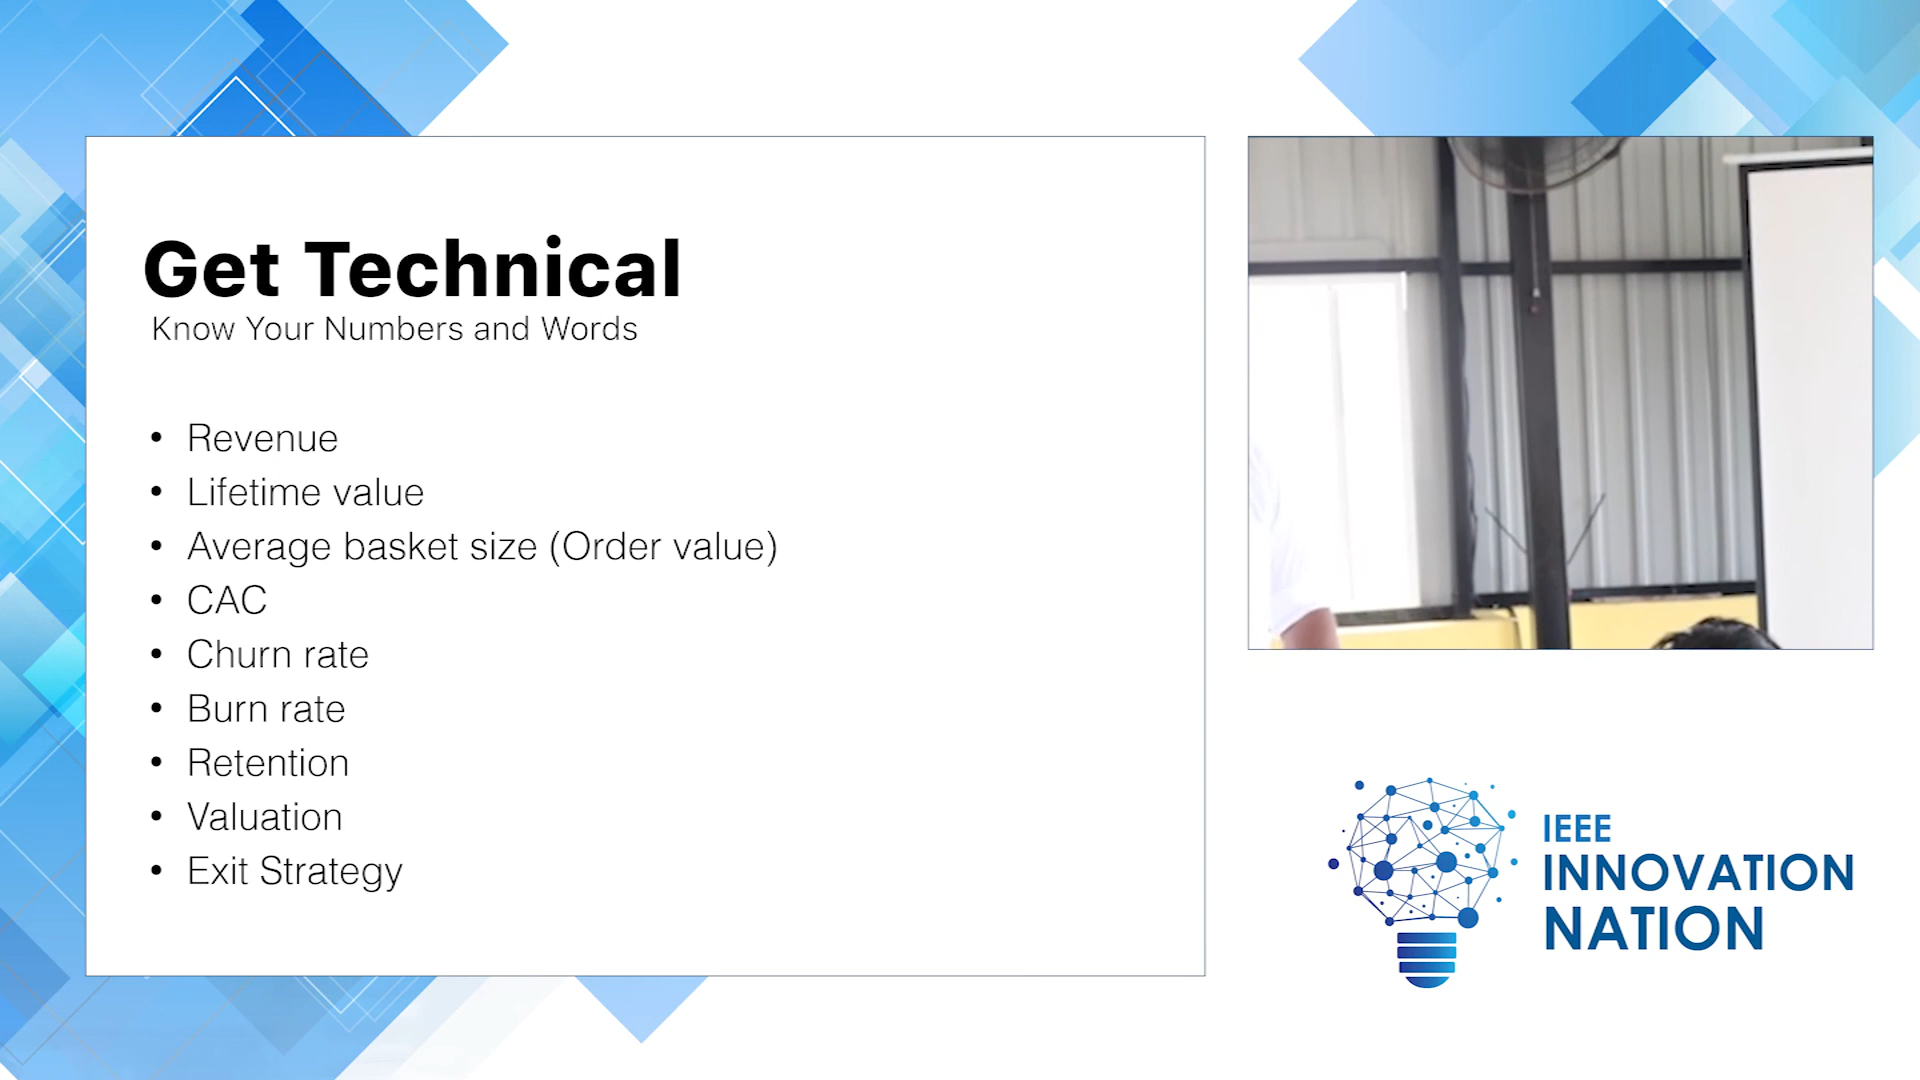 Get Technical
Know Your Numbers and Words
• Revenue
• Lifetime value
• Average basket size (Order value)
• CAC
• Churn rate
• Burn rate
• Retention
• Valuation
• Exit Strategy
IEEE
INNOVATION
NATION